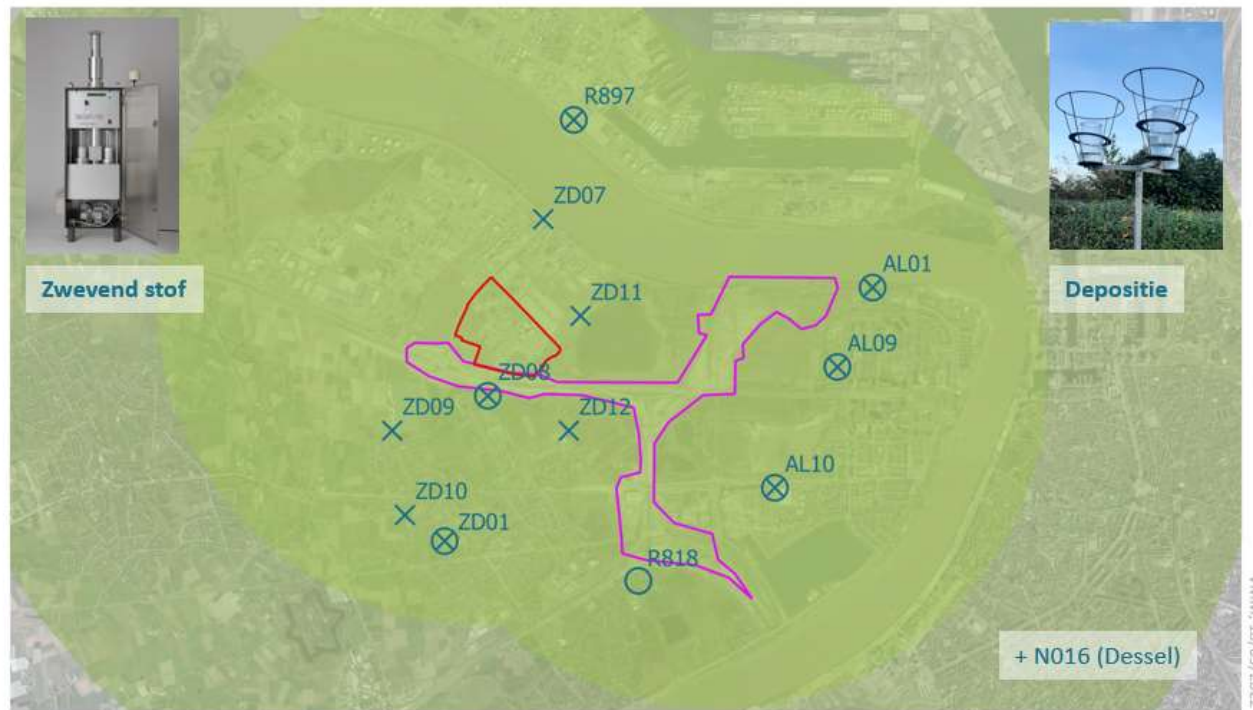 R897
ZD07
Zwevend stof
ZD11
AL01
Depositie
AL09
ZD08
ZD09
ZD12
AL10
ZD10
ZD01
R818
+ N016 (Dessel)